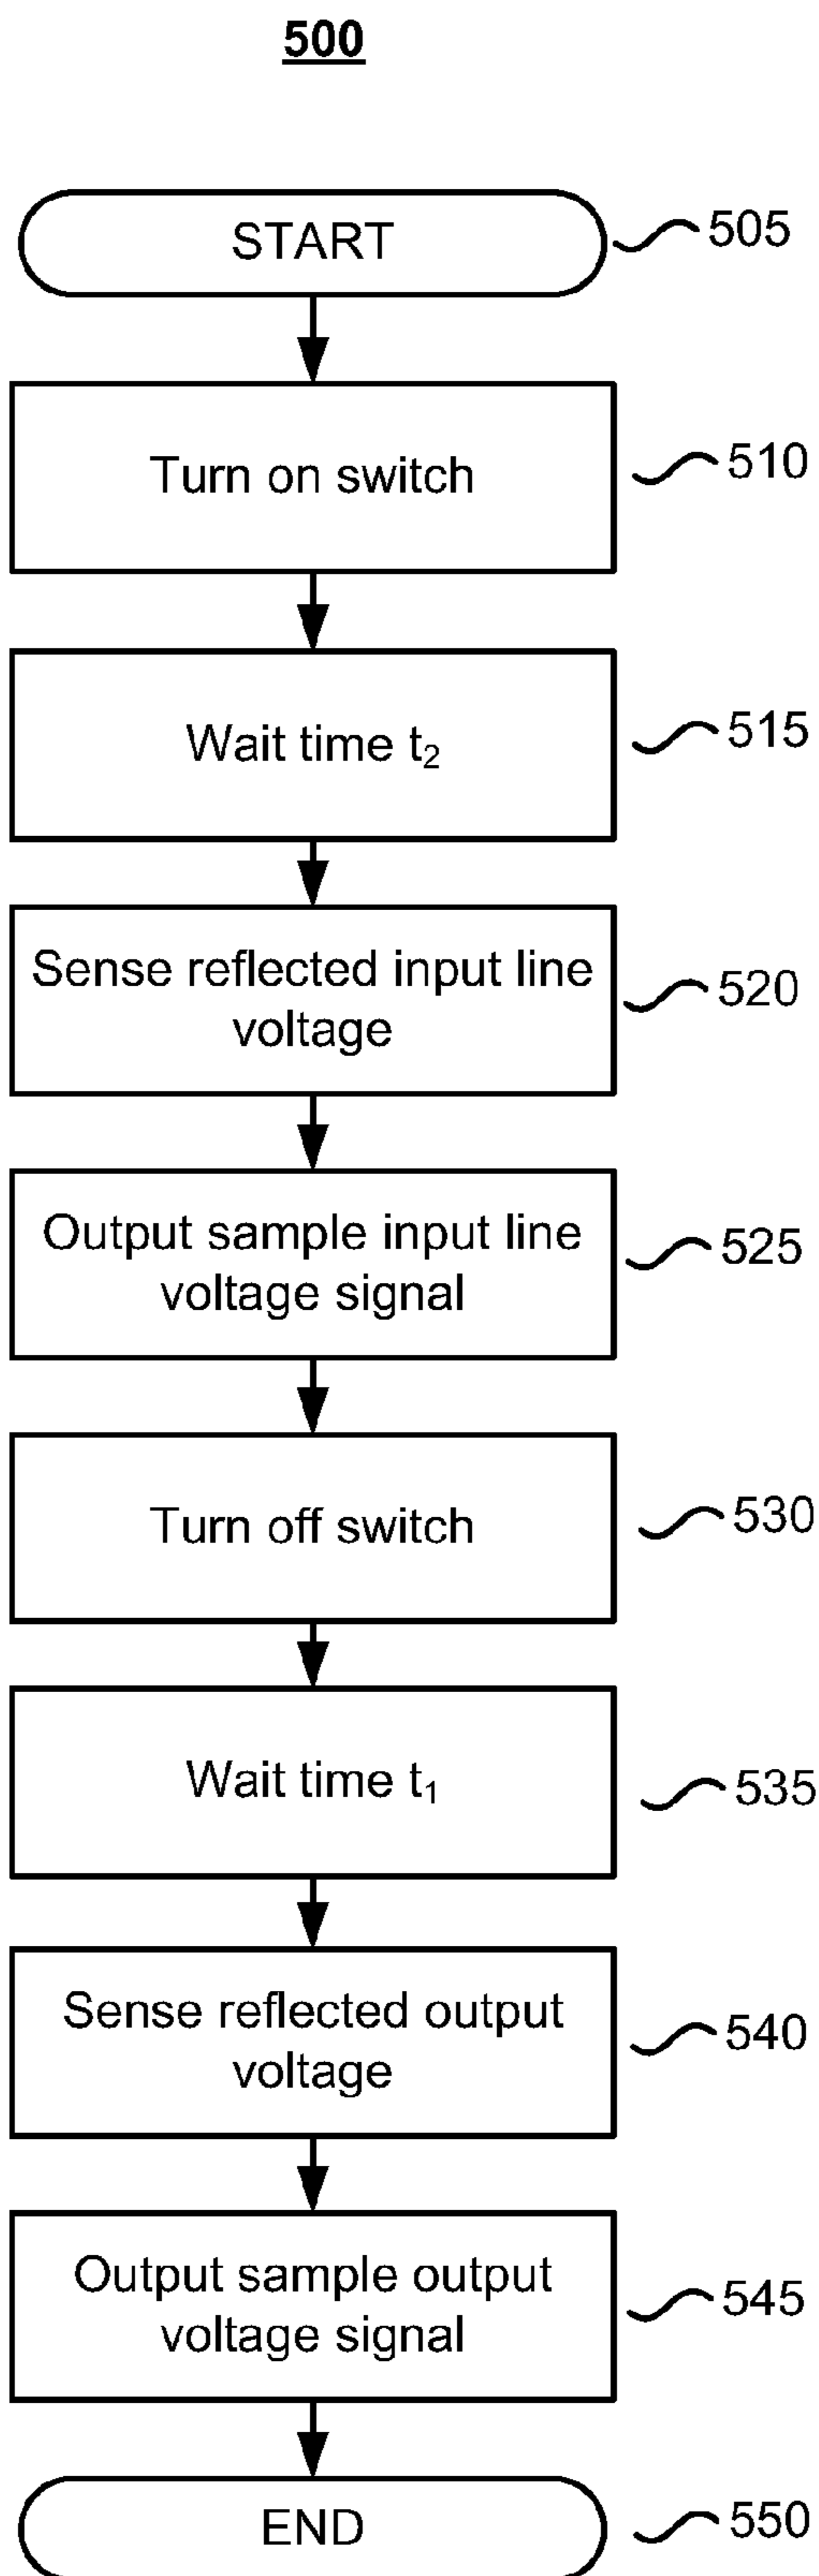 500
START
505
Turn on switch
510
Wait time t₂
515
Sense reflected input line
voltage
520
Output sample input line
voltage signal
525
Turn off switch
530
Wait time t₁
535
Sense reflected output
voltage
540
Output sample output
voltage signal
545
END
550